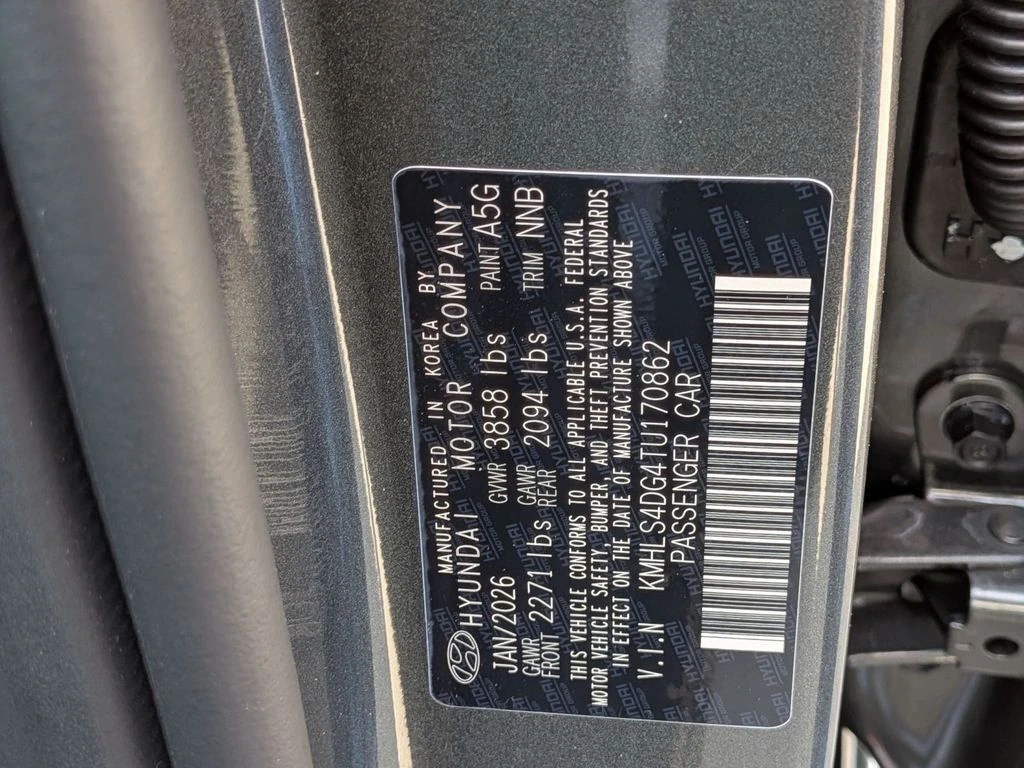 MANUFACTURED IN KOREA BY
HYUNDAI MOTOR COMPANY
JAN/2026 GVWR 3858 lbs PAINT A5G
GAWR FRONT 2271 lbs GAWR REAR 2094 lbs TRIM NNB
THIS VEHICLE CONFORMS TO ALL APPLICABLE U.S.A. FEDERAL
MOTOR VEHICLE SAFETY, BUMPER, AND THEFT PREVENTION STANDARDS
IN EFFECT ON THE DATE OF MANUFACTURE SHOWN ABOVE
V.I.N KMHLS4DG4TU170862
PASSENGER CAR